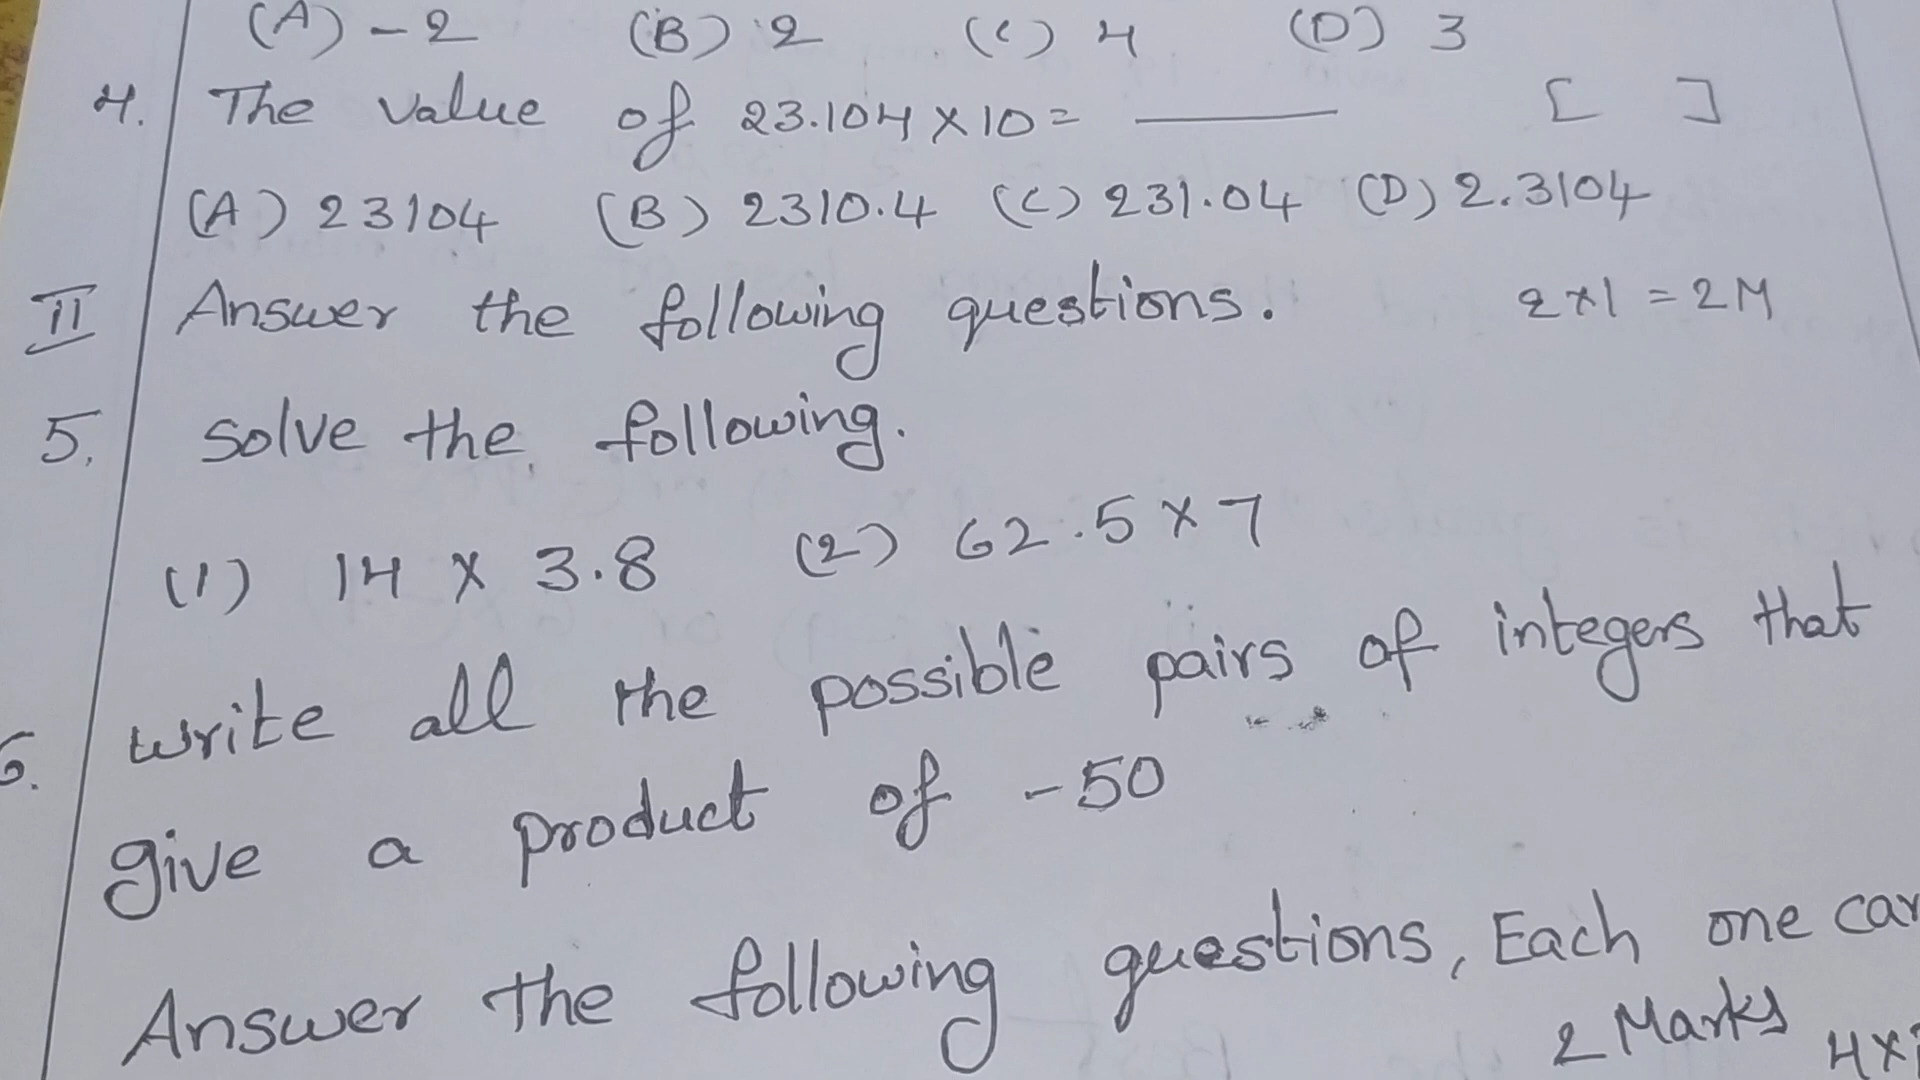 (A) -2 (B) 2 (C) 4 (D) 3
4. The value of 23.104 x 10 = ______ [ ]
(A) 23104 (B) 2310.4 (C) 231.04 (D) 2.3104
II Answer the following questions. 2x1 = 2M
5. Solve the following.
(1) 14 x 3.8 (2) 62.5 x 7
6. Write all the possible pairs of integers that
give a product of -50
Answer the following questions, Each one
2 Marks 4x